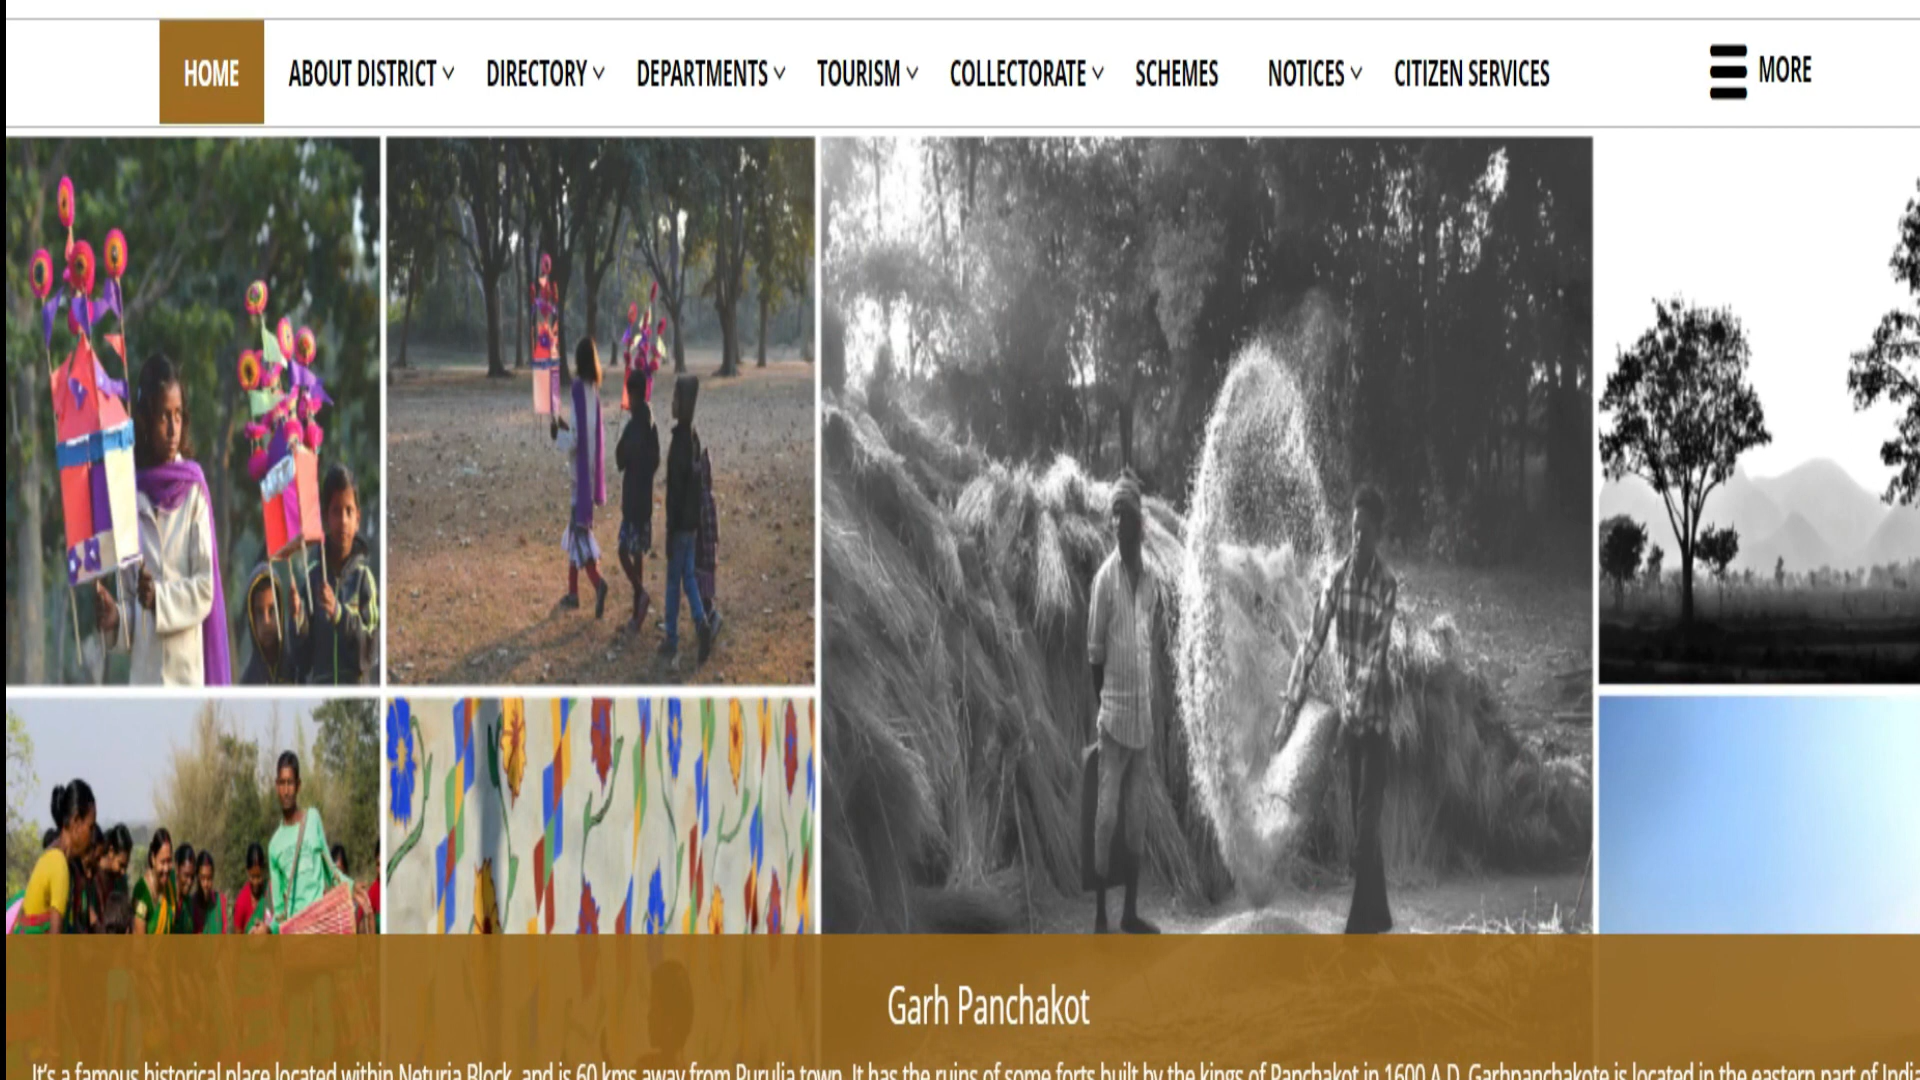 HOME ABOUT DISTRICT DIRECTORY DEPARTMENTS TOURISM COLLECTORATE SCHEMES NOTICES CITIZEN SERVICES MORE
Garh Panchakot
It's a famous historical place located within Neturia Block, and is 60 kms away from Purulia town. It has the ruins of some forts built by the kings of Panchakot in 1600 A.D. Garhpanchakote is located in the eastern part of India